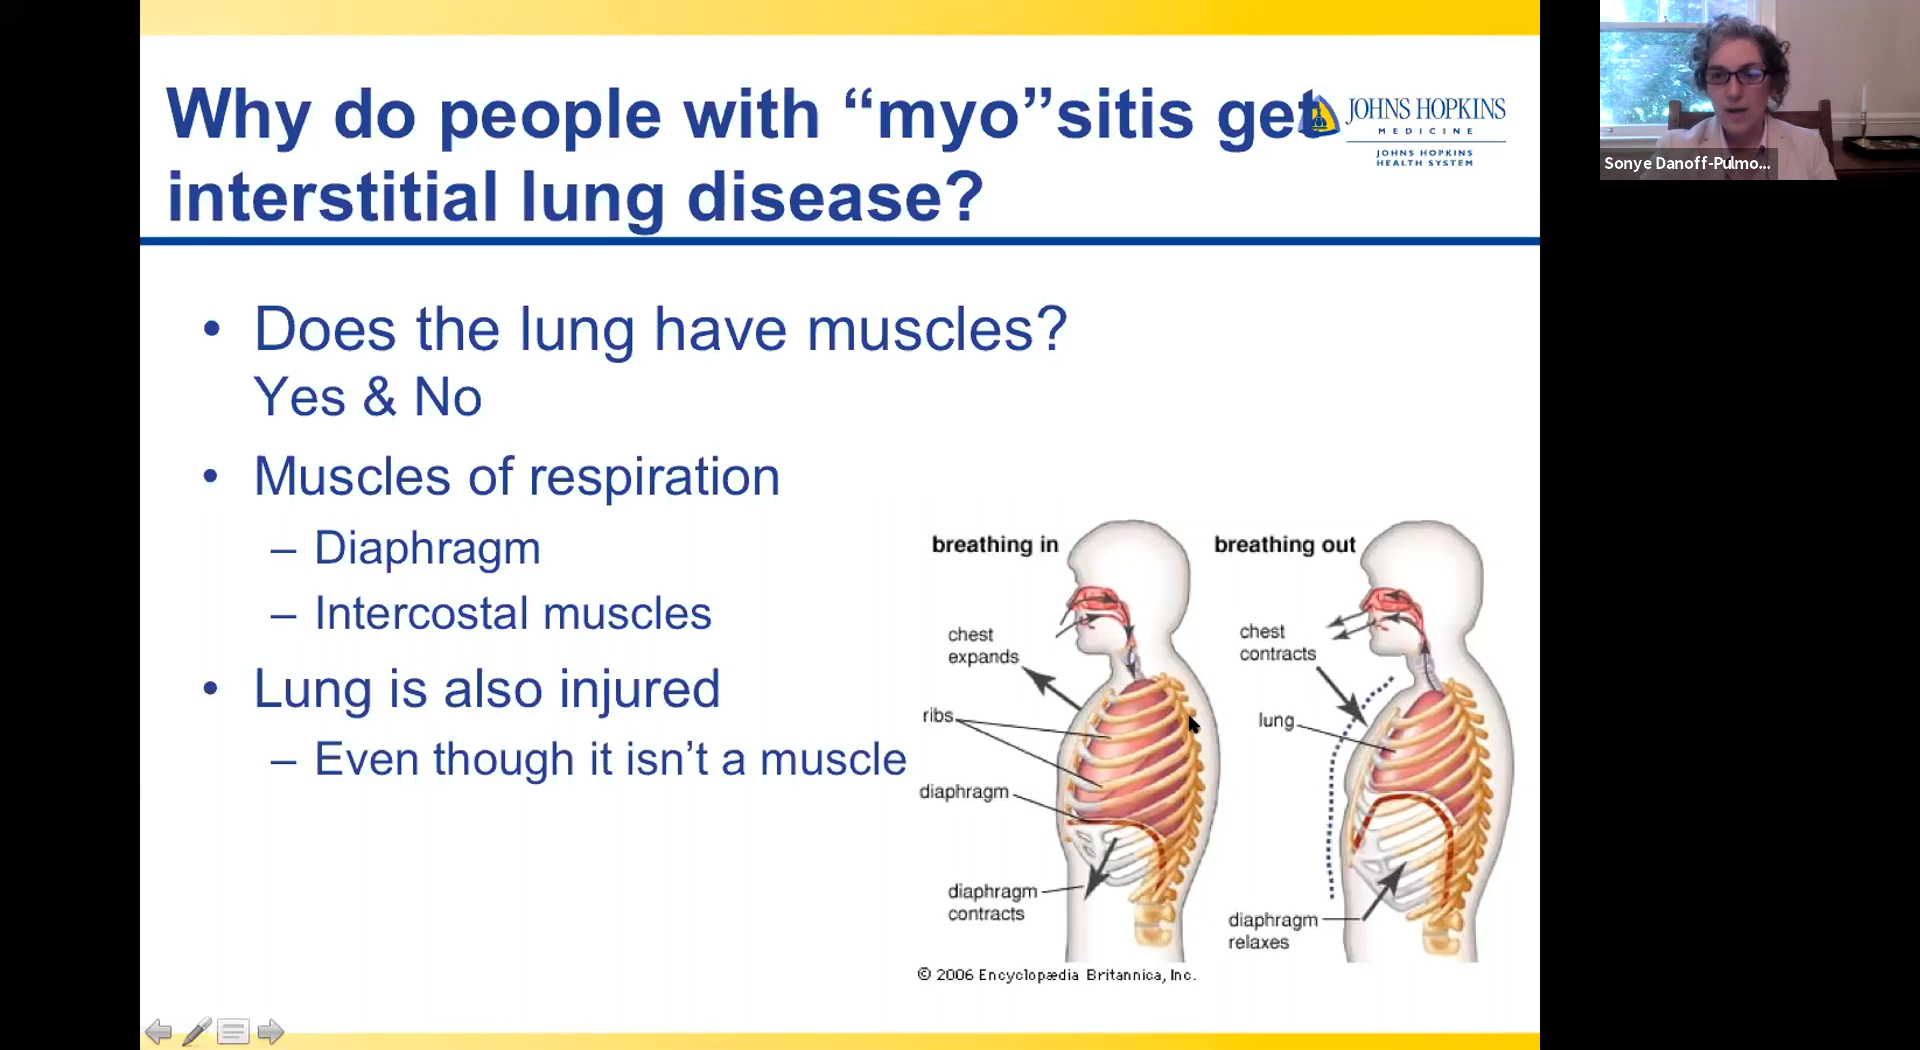 Why do people with “myo”sitis get
interstitial lung disease?
JOHNS HOPKINS
MEDICINE
JOHNS HOPKINS
HEALTH SYSTEM
Sonye Danoff-Pulmo...
• Does the lung have muscles?
Yes & No
• Muscles of respiration
– Diaphragm
– Intercostal muscles
• Lung is also injured
– Even though it isn’t a muscle
breathing in
chest
expands
ribs
diaphragm
diaphragm
contracts
breathing out
chest
contracts
lung
diaphragm
relaxes
© 2006 Encyclopædia Britannica, Inc.